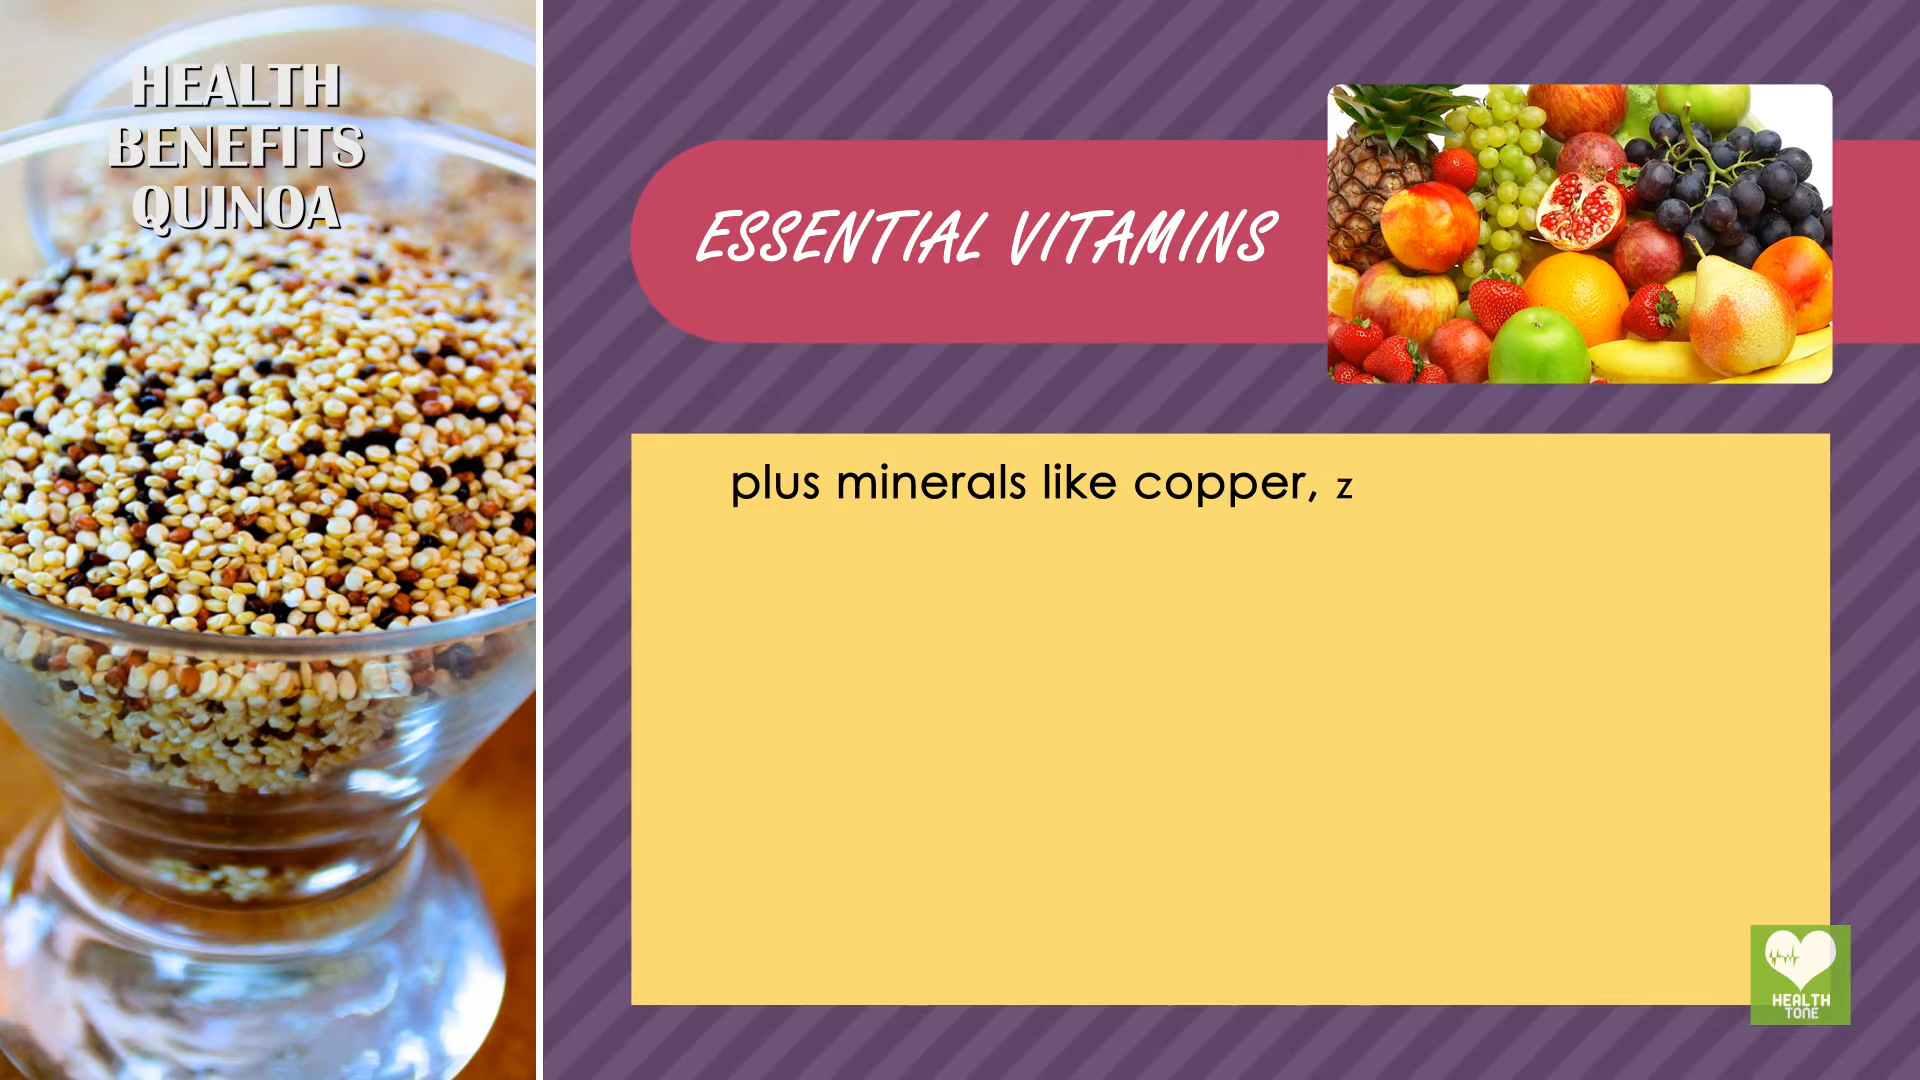 HEALTH
BENEFITS
QUINOA
ESSENTIAL VITAMINS
plus minerals like copper, z
HEALTH
TONE